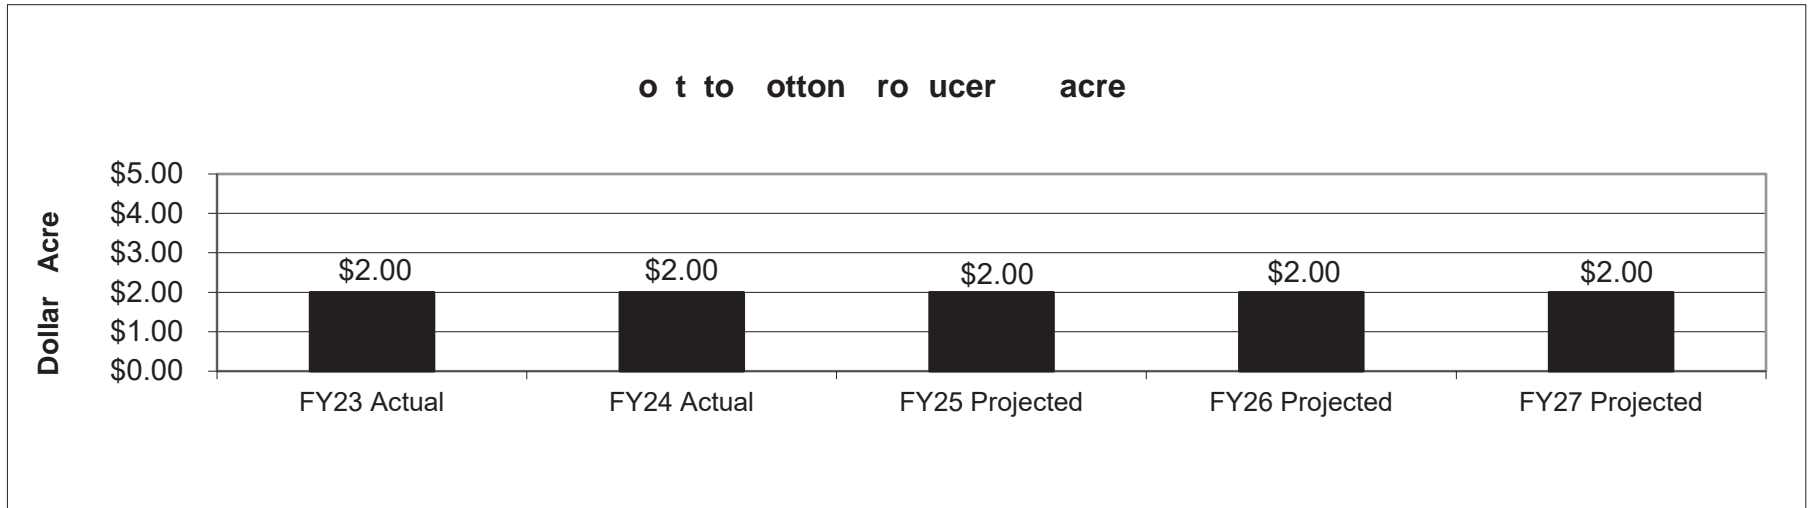 o t to otton ro ucer acre
$5.00
$4.00
$3.00
$2.00
$1.00
$0.00
Dollar Acre
$2.00 $2.00 $2.00 $2.00 $2.00
FY23 Actual FY24 Actual FY25 Projected FY26 Projected FY27 Projected